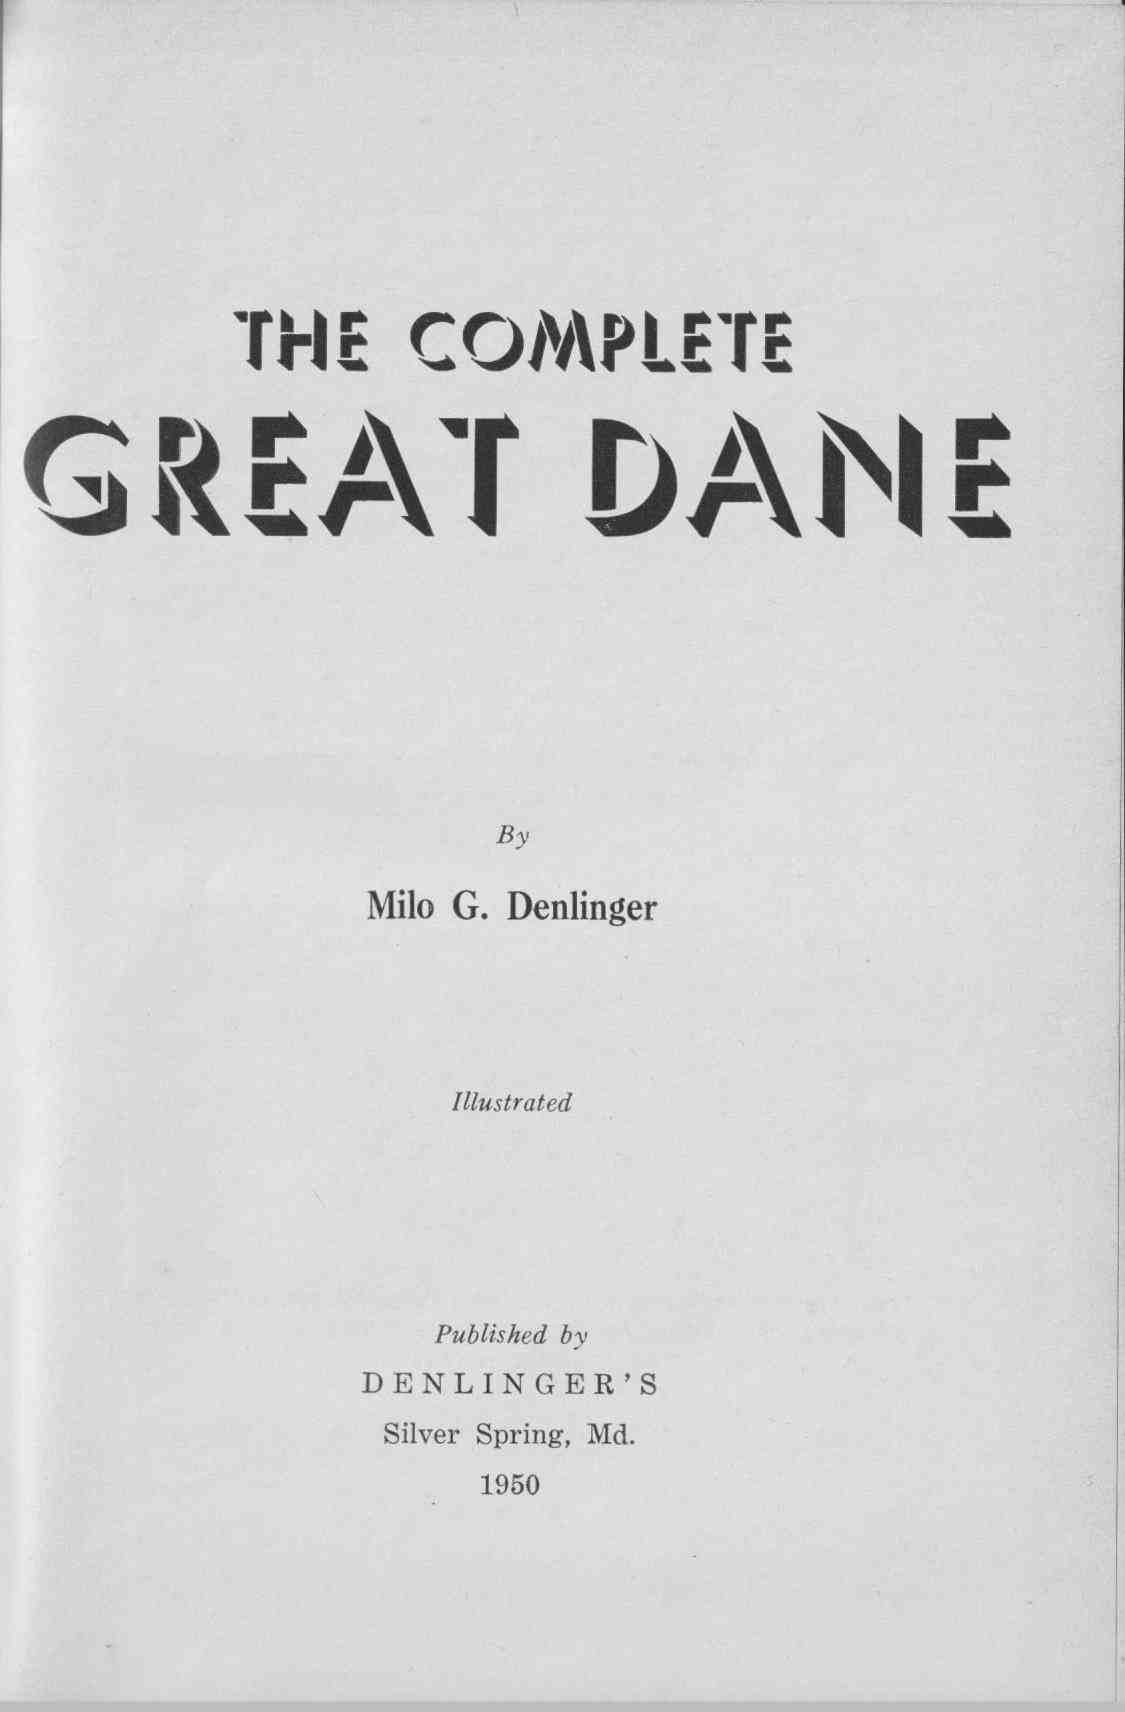 THE COMPLETE
GREAT DANE
By
Milo G. Denlinger
Illustrated
Published by
DENLINGER'S
Silver Spring, Md.
1950